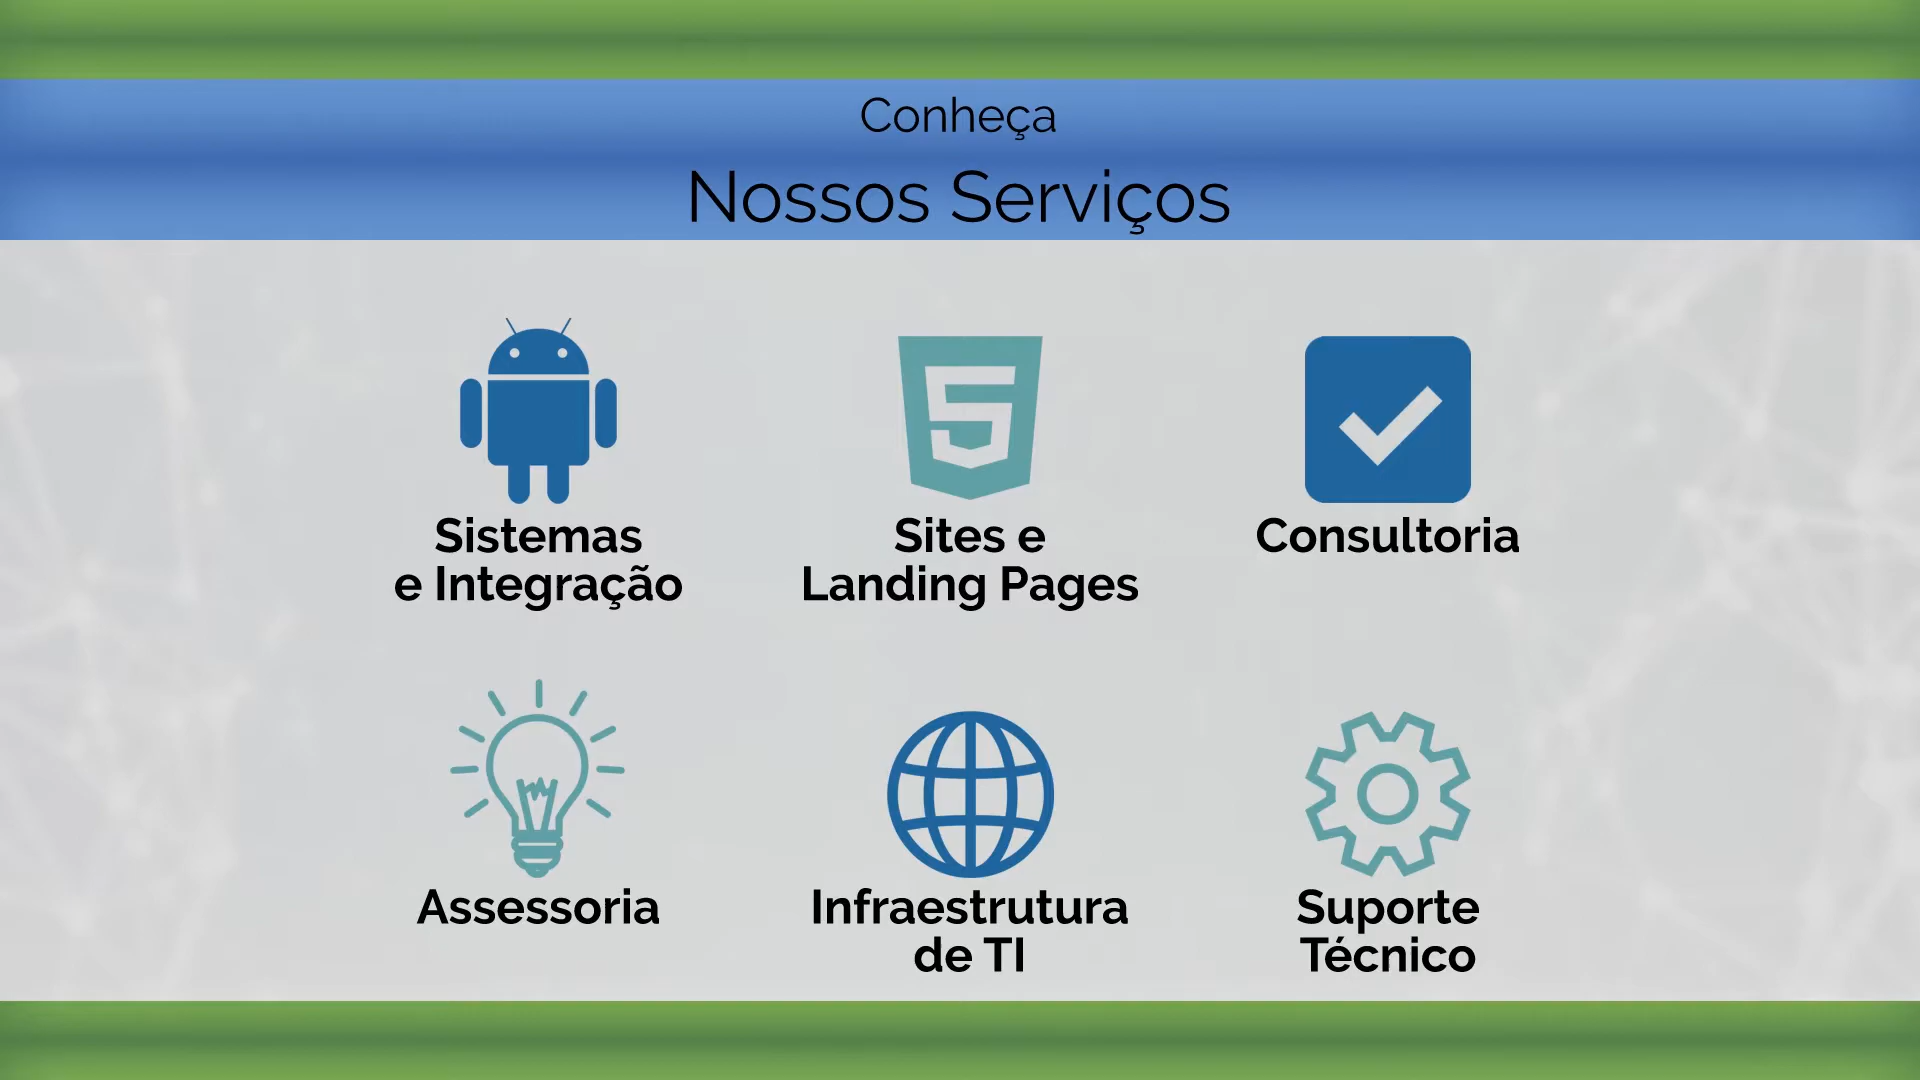 Conheça
Nossos Serviços
Sistemas
e Integração
Sites e
Landing Pages
Consultoria
Assessoria
Infraestrutura
de TI
Suporte
Técnico